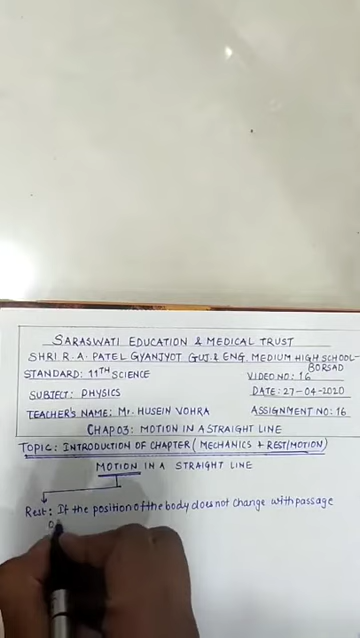 SARASWATI EDUCATION & MEDICAL TRUST
SHRI R. A. PATEL GYANJYOT GUJ. & ENG. MEDIUM HIGH SCHOOL-
BORSAD
STANDARD: 11TH SCIENCE
VIDEO NO: 16
SUBJECT: PHYSICS
DATE: 27-04-2020
TEACHER'S NAME: Mr. HUSEIN VOHRA
ASSIGNMENT NO: 16
CHAP.03: MOTION IN A STRAIGHT LINE
TOPIC: INTRODUCTION OF CHAPTER (MECHANICS & REST/MOTION)
MOTION IN A STRAIGHT LINE
Rest: If the position of the body does not change with passage